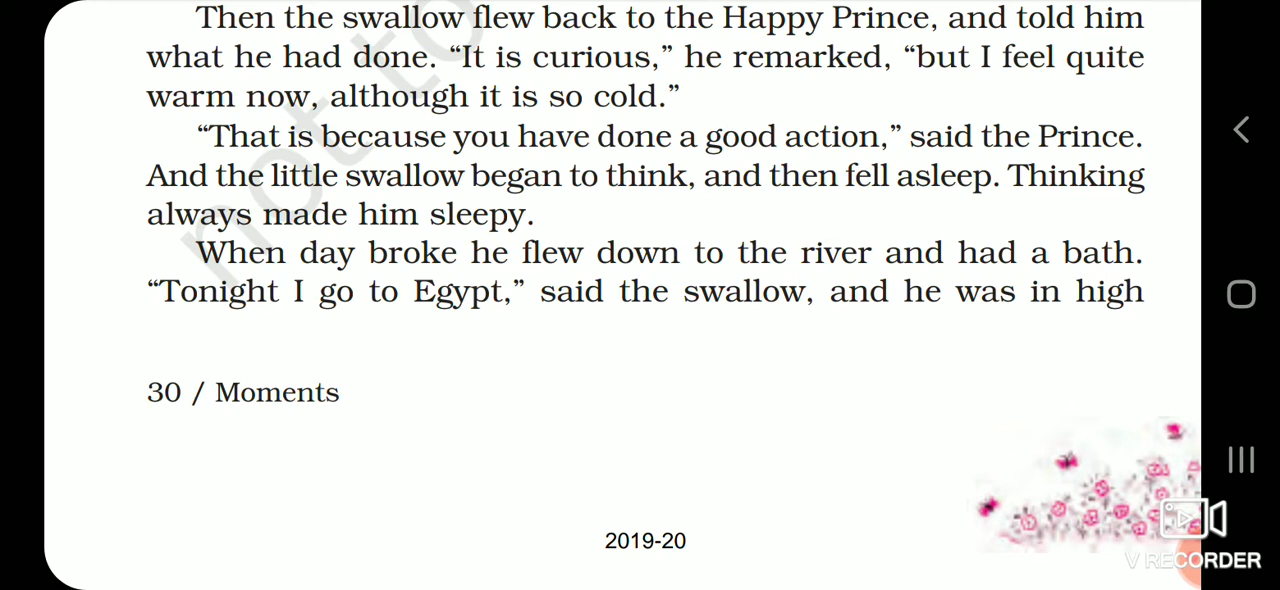 Then the swallow flew back to the Happy Prince, and told him
what he had done. “It is curious,” he remarked, “but I feel quite
warm now, although it is so cold.”
“That is because you have done a good action,” said the Prince.
And the little swallow began to think, and then fell asleep. Thinking
always made him sleepy.
When day broke he flew down to the river and had a bath.
“Tonight I go to Egypt,” said the swallow, and he was in high
30 / Moments
2019-20
not to
V RECORDER